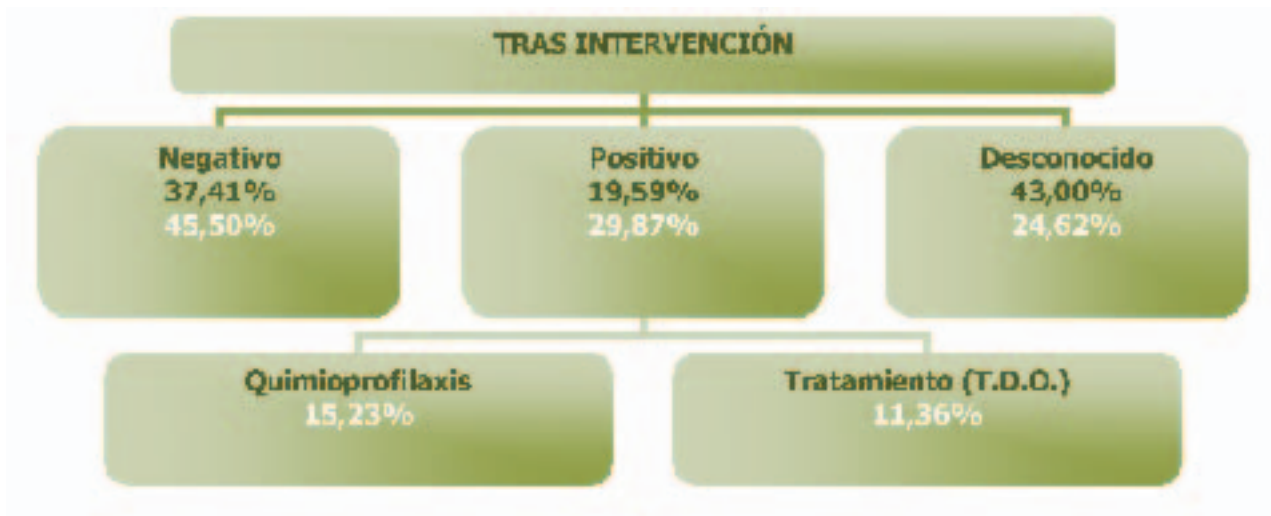 TRAS INTERVENCIÓN
Negativo
37,41%
45,50%
Positivo
19,59%
29,87%
Desconocido
43,00%
24,62%
Quimioprofilaxis
15,23%
Tratamiento (T.D.O.)
11,36%